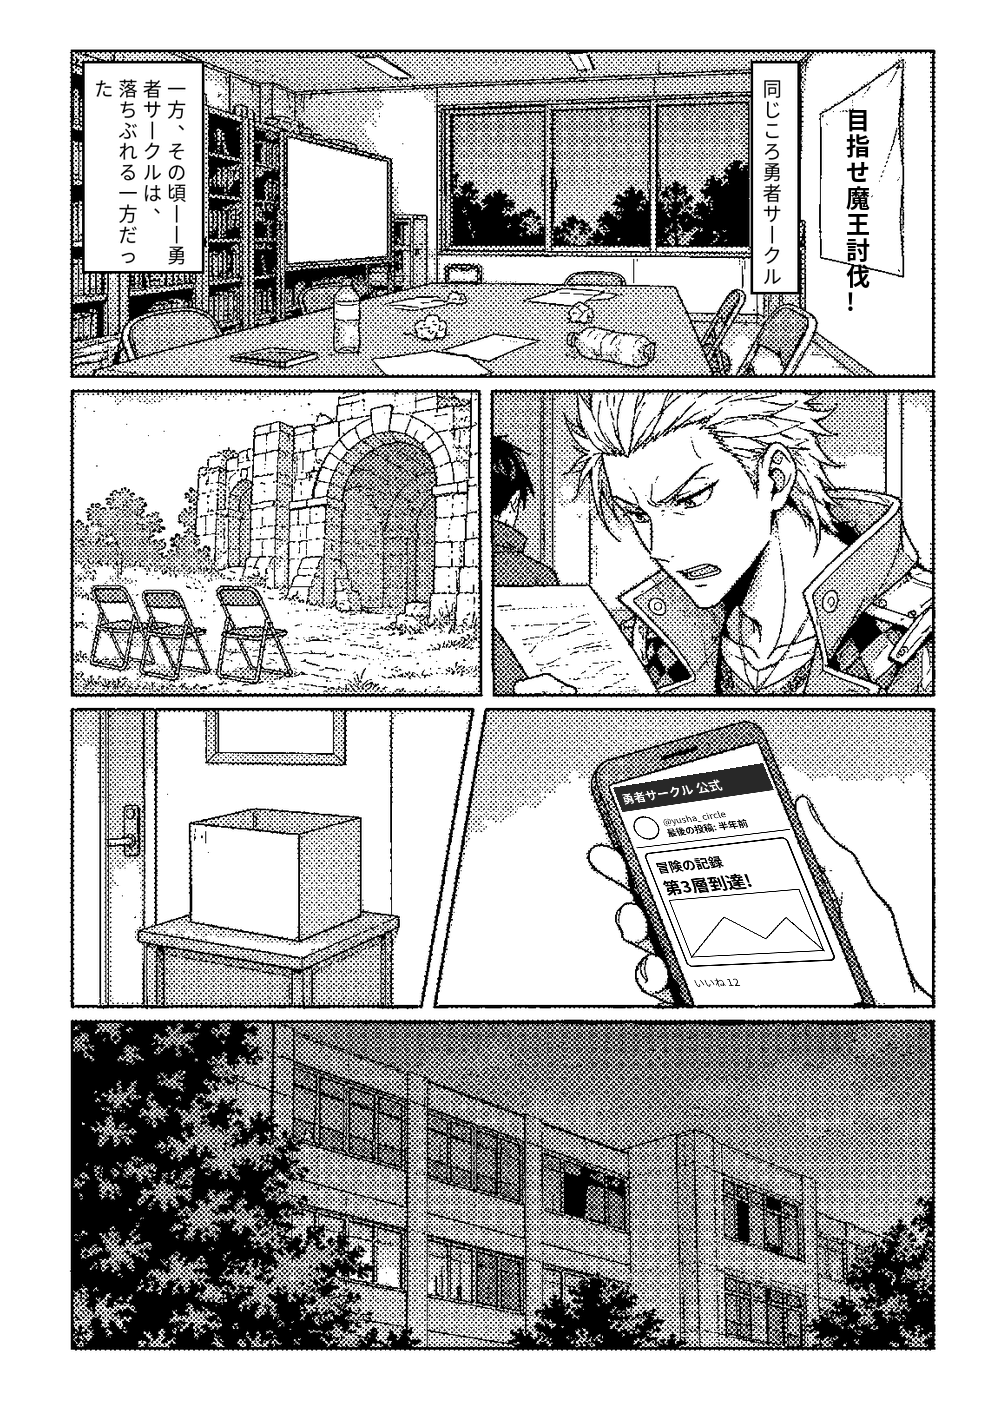 目指せ魔王討伐！
同じころ勇者サークル
一方、その頃――勇
者サークルは、
落ちぶれる一方だっ
た
勇者サークル 公式
@yusha_circle
最後の投稿: 半年前
冒険の記録
第3層到達!
いいね 12